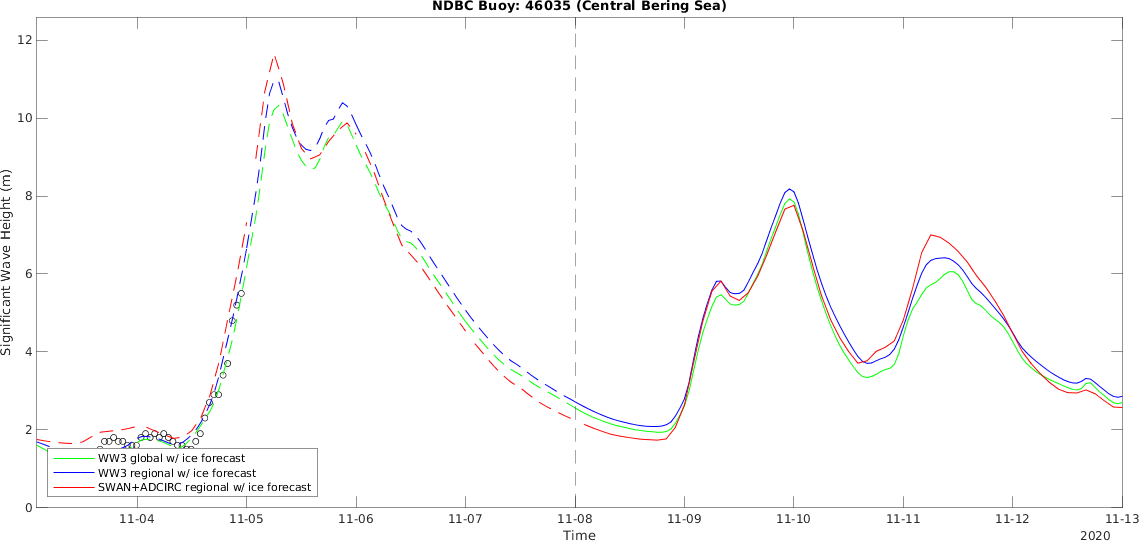 NDBC Buoy: 46035 (Central Bering Sea)
12
10
8
6
4
2
0
Significant Wave Height (m)
WW3 global w/ ice forecast
WW3 regional w/ ice forecast
SWAN+ADCIRC regional w/ ice forecast
11-04 11-05 11-06 11-07 11-08 11-09 11-10 11-11 11-12 11-13
Time
2020